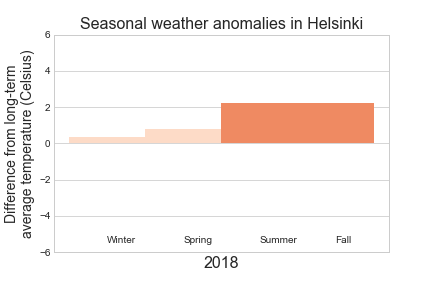 Seasonal weather anomalies in Helsinki
Difference from long-term
average temperature (Celsius)
6
4
2
0
−2
−4
−6
Winter Spring Summer Fall
2018